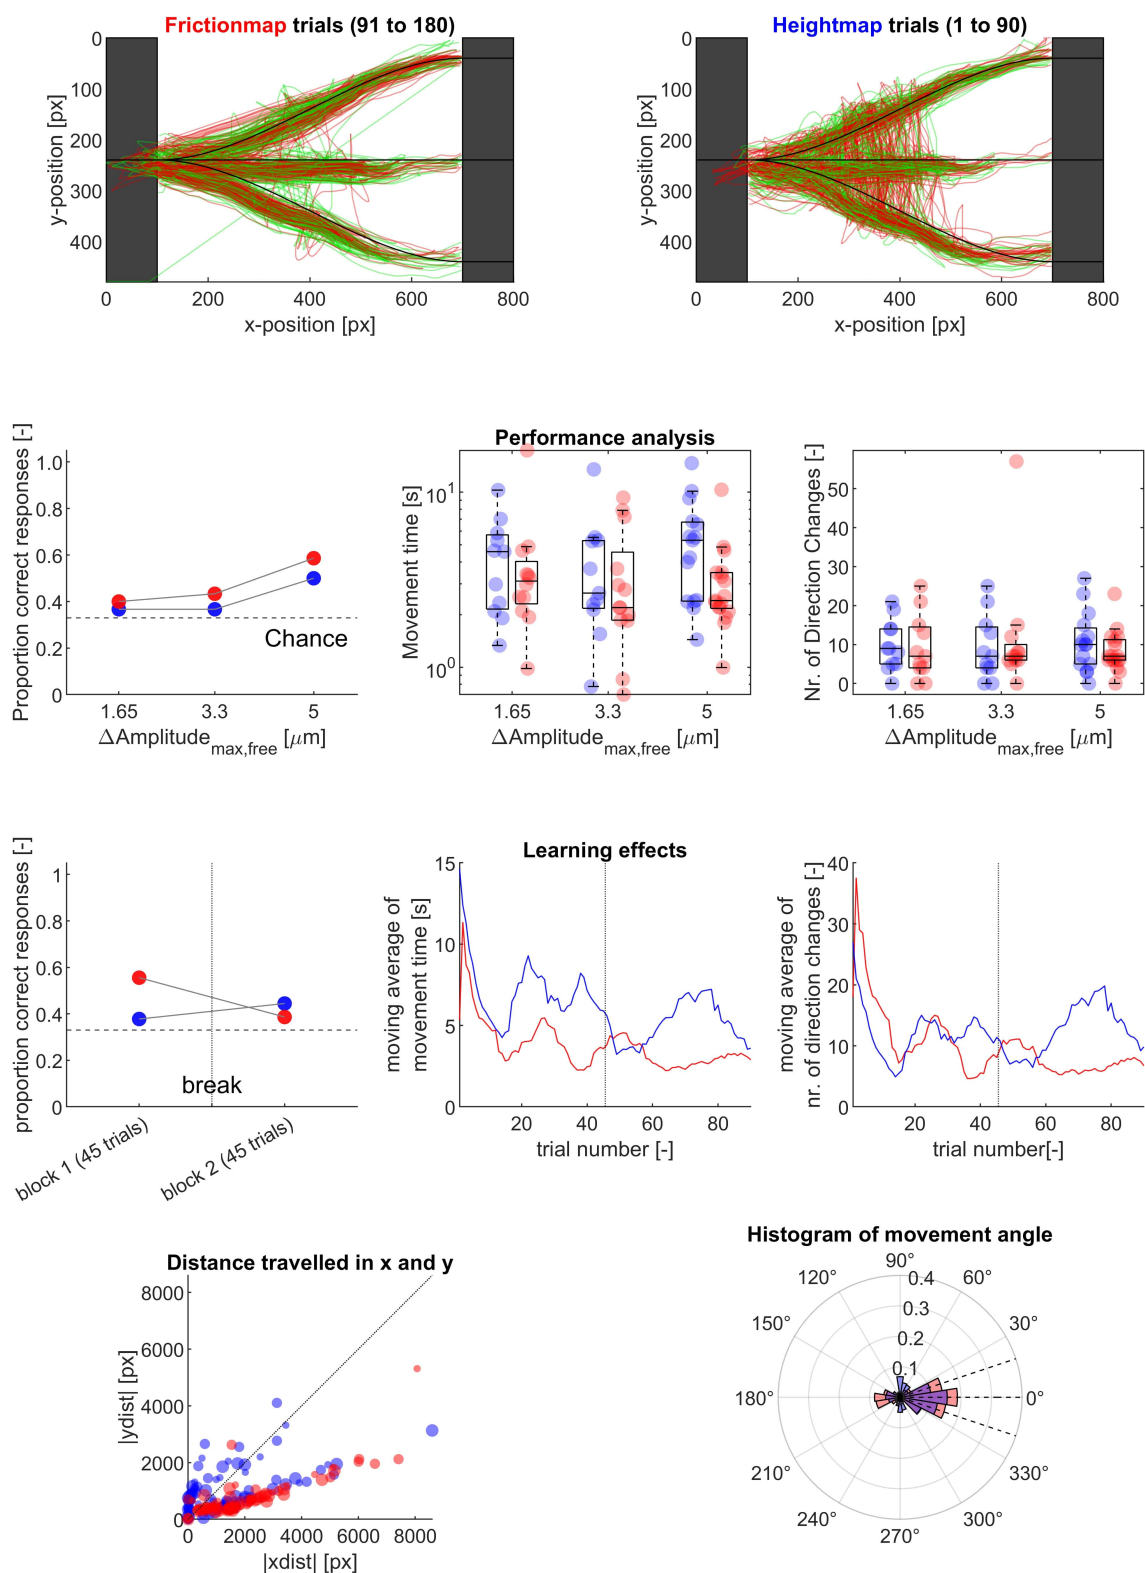 Frictionmap trials (91 to 180)
0
100
200
300
400
y-position [px]
0 200 400 600 800
x-position [px]
Heightmap trials (1 to 90)
0
100
200
300
400
y-position [px]
0 200 400 600 800
x-position [px]
Proportion correct responses [-]
1.0
0.8
0.6
0.4
0.2
0
Chance
1.65 3.3 5
ΔAmplitude_max,free [μm]
Performance analysis
Movement time [s]
10^1
10^0
1.65 3.3 5
ΔAmplitude_max,free [μm]
Nr. of Direction Changes [-]
50
40
30
20
10
0
1.65 3.3 5
ΔAmplitude_max,free [μm]
proportion correct responses [-]
1
0.8
0.6
0.4
0.2
0
break
block 1 (45 trials)
block 2 (45 trials)
Learning effects
moving average of
movement time [s]
15
10
5
0
20 40 60 80
trial number [-]
moving average of
nr. of direction changes [-]
40
30
20
10
0
20 40 60 80
trial number[-]
Distance travelled in x and y
|ydist| [px]
8000
6000
4000
2000
0
0 2000 4000 6000 8000
|xdist| [px]
Histogram of movement angle
90°
120° 60°
150° 30°
180° 0°
210° 330°
240° 300°
270°
0.4
0.3
0.2
0.1